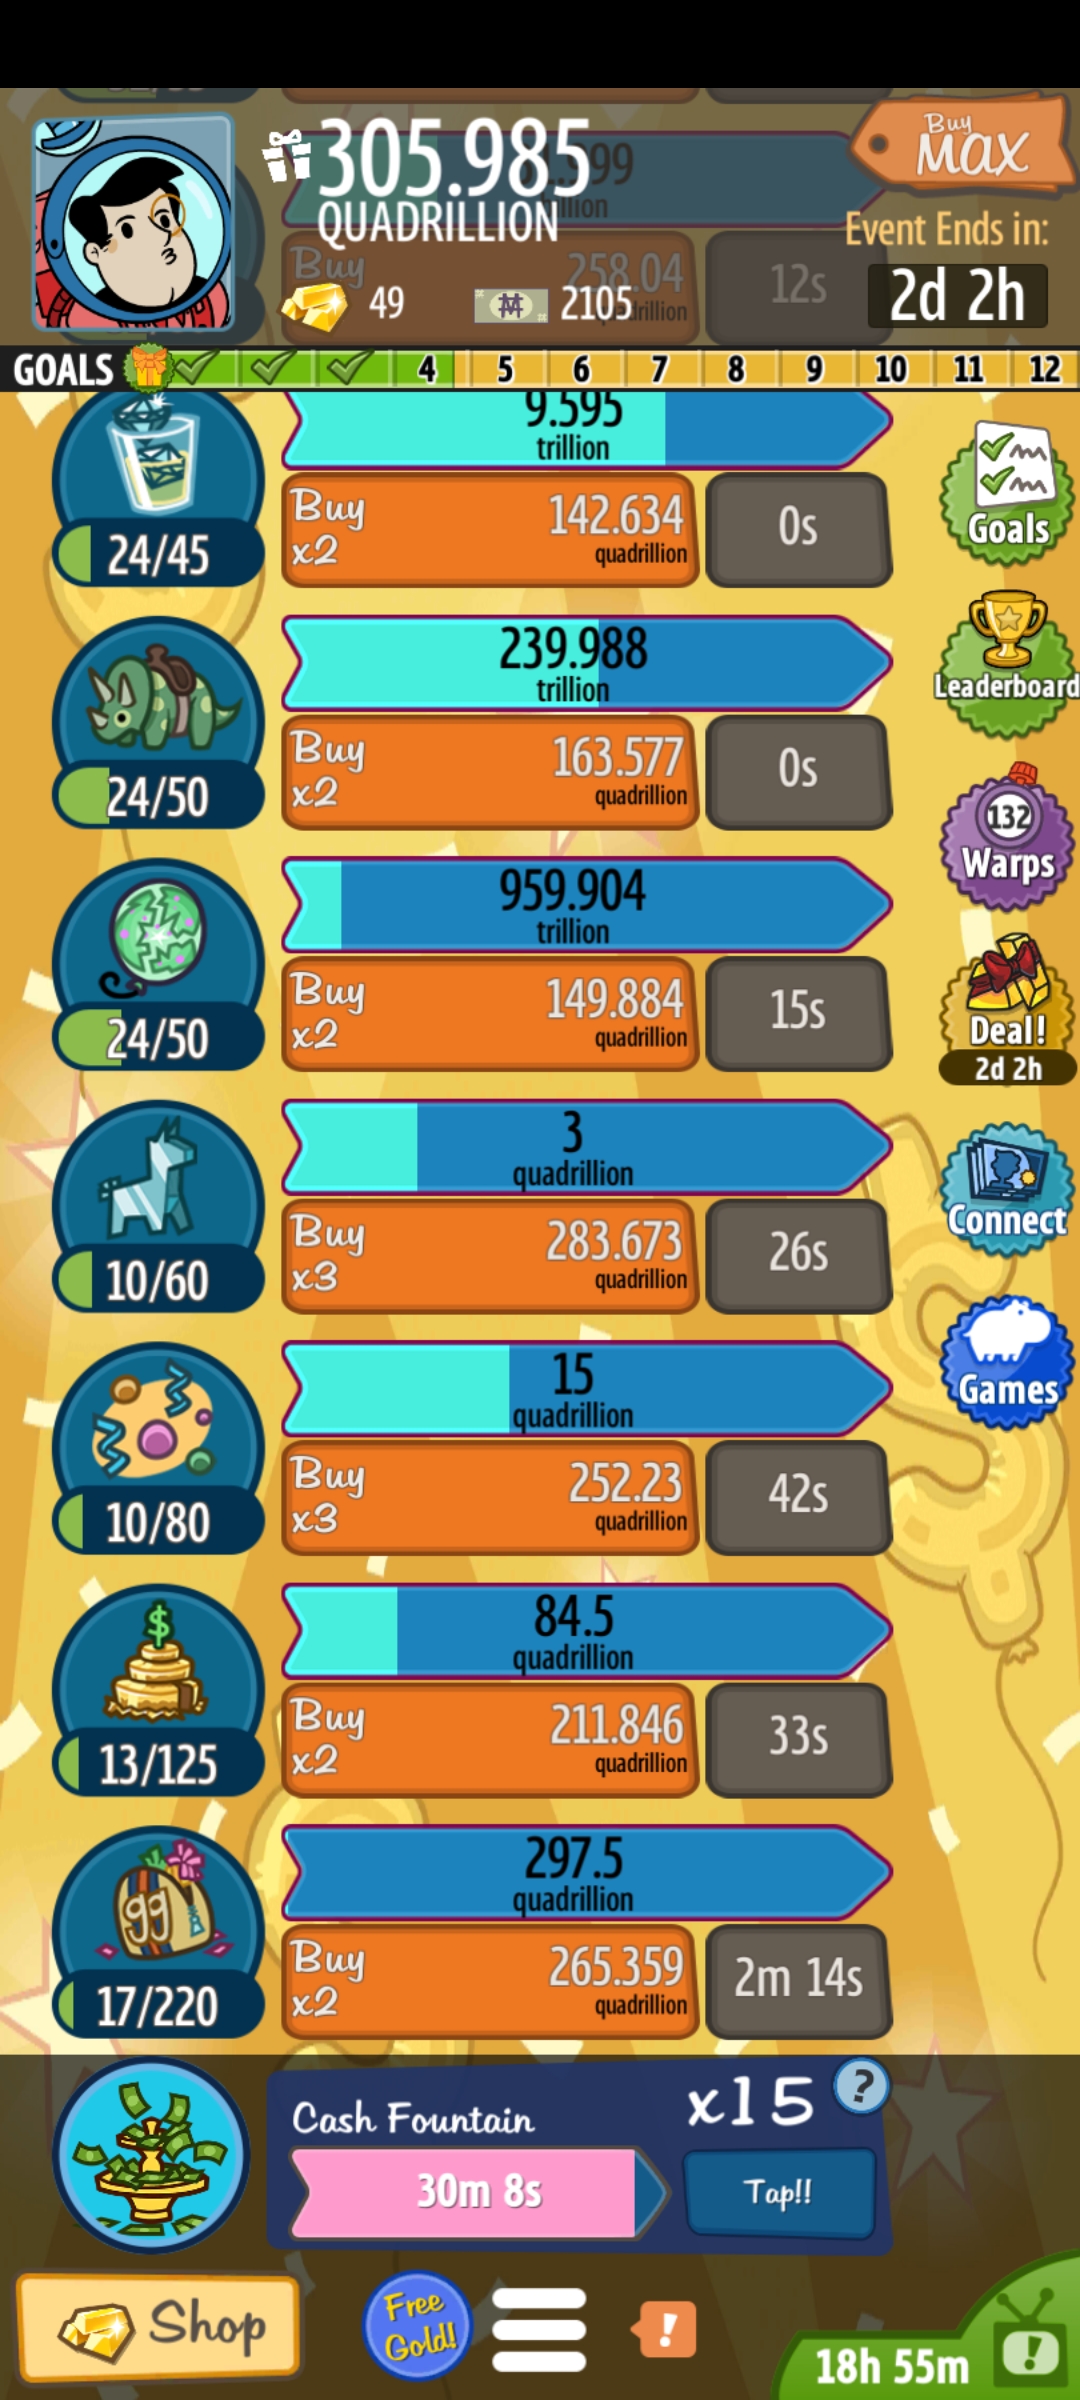 305.985
QUADRILLION
Buy
MAX
Event Ends in:
2d 2h
49
2105
Buy
258.04
12s
GOALS 4 5 6 7 8 9 10 11 12
9.595
trillion
24/45
Buy
x2
142.634
quadrillion
0s
Goals
239.988
trillion
24/50
Buy
x2
163.577
quadrillion
0s
Leaderboard
132
Warps
959.904
trillion
24/50
Buy
x2
149.884
quadrillion
15s
Deal!
2d 2h
3
quadrillion
10/60
Buy
x3
283.673
quadrillion
26s
Connect
15
quadrillion
10/80
Buy
x3
252.23
quadrillion
42s
Games
$
84.5
quadrillion
13/125
Buy
x2
211.846
quadrillion
33s
99
297.5
quadrillion
17/220
Buy
x2
265.359
quadrillion
2m 14s
Cash Fountain
x15
?
30m 8s
Tap!!
Shop
Free
Gold!
!
18h 55m
!